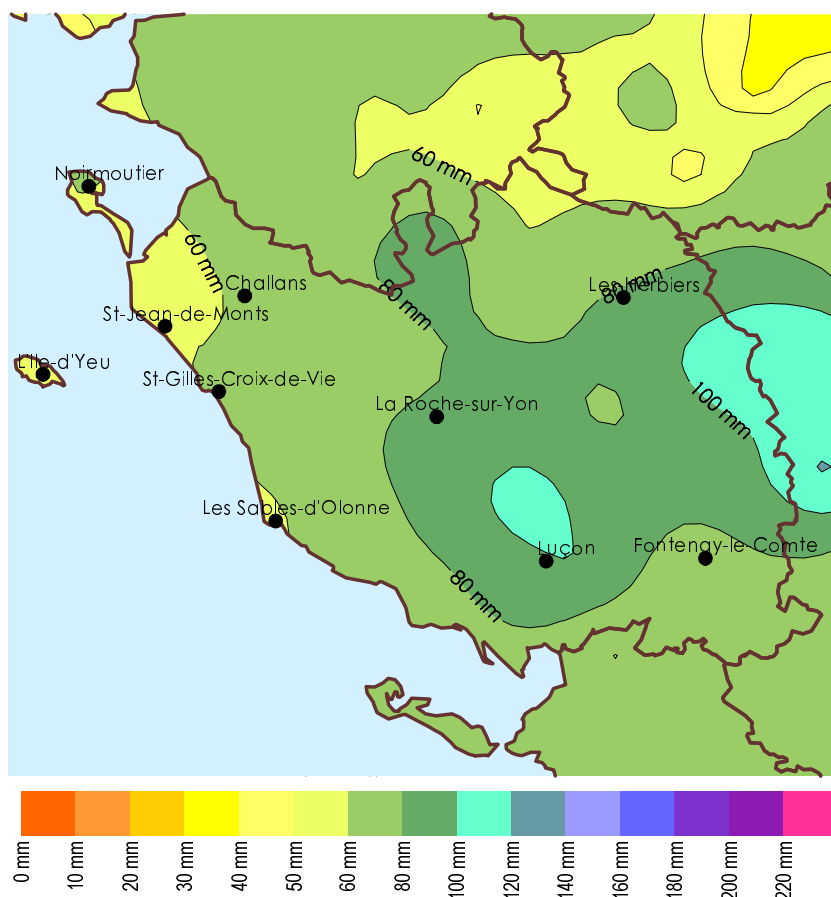 60 mm
Noirmoutier
60 mm
Challans
80 mm
Les Herbiers
80 mm
St-Jean-de-Monts
L'Ile-d'Yeu
St-Gilles-Croix-de-Vie
La Roche-sur-Yon
100 mm
Les Sables-d'Olonne
Luçon
Fontenay-le-Comte
80 mm
0 mm
10 mm
20 mm
30 mm
40 mm
50 mm
60 mm
80 mm
100 mm
120 mm
140 mm
160 mm
180 mm
200 mm
220 mm